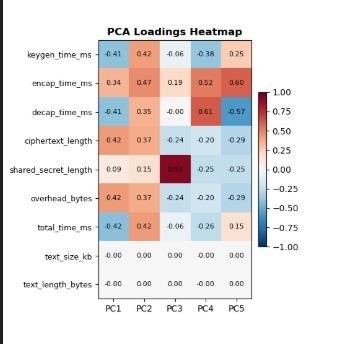 PCA Loadings Heatmap
keygen_time_ms -0.41 0.42 -0.06 -0.38 0.25
encap_time_ms 0.34 0.47 0.19 0.52 0.60
decap_time_ms -0.41 0.35 -0.00 0.61 -0.57
ciphertext_length 0.42 0.37 -0.24 -0.20 -0.29
shared_secret_length 0.09 0.15 0.92 -0.25 -0.25
overhead_bytes 0.42 0.37 -0.24 -0.20 -0.29
total_time_ms -0.42 0.42 -0.06 -0.26 0.15
text_size_kb -0.00 0.00 0.00 -0.00 0.00
text_length_bytes -0.00 0.00 -0.00 -0.00 0.00
PC1 PC2 PC3 PC4 PC5
1.00
0.75
0.50
0.25
0.00
−0.25
−0.50
−0.75
−1.00